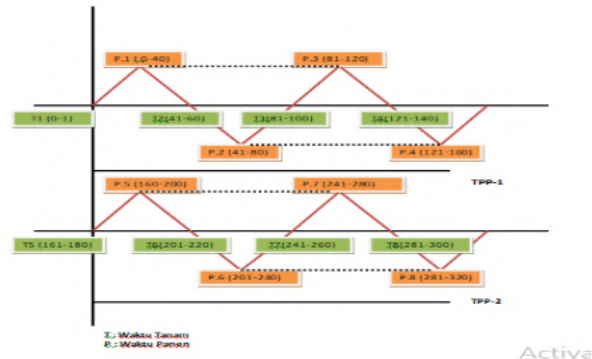 P.1 (0-40)
P.3 (81-120)
T1 (0-1)
T2(41-60)
T3(81-100)
T4(121-140)
P.2 (41-80)
P.4 (121-160)
TPP-1
P.5 (160-200)
P.7 (241-280)
T5 (161-180)
T6(201-220)
T7(241-260)
T8(281-300)
P.6 (201-240)
P.8 (281-320)
TPP-2
T : Waktu Tanam
P : Waktu Panen
Activa